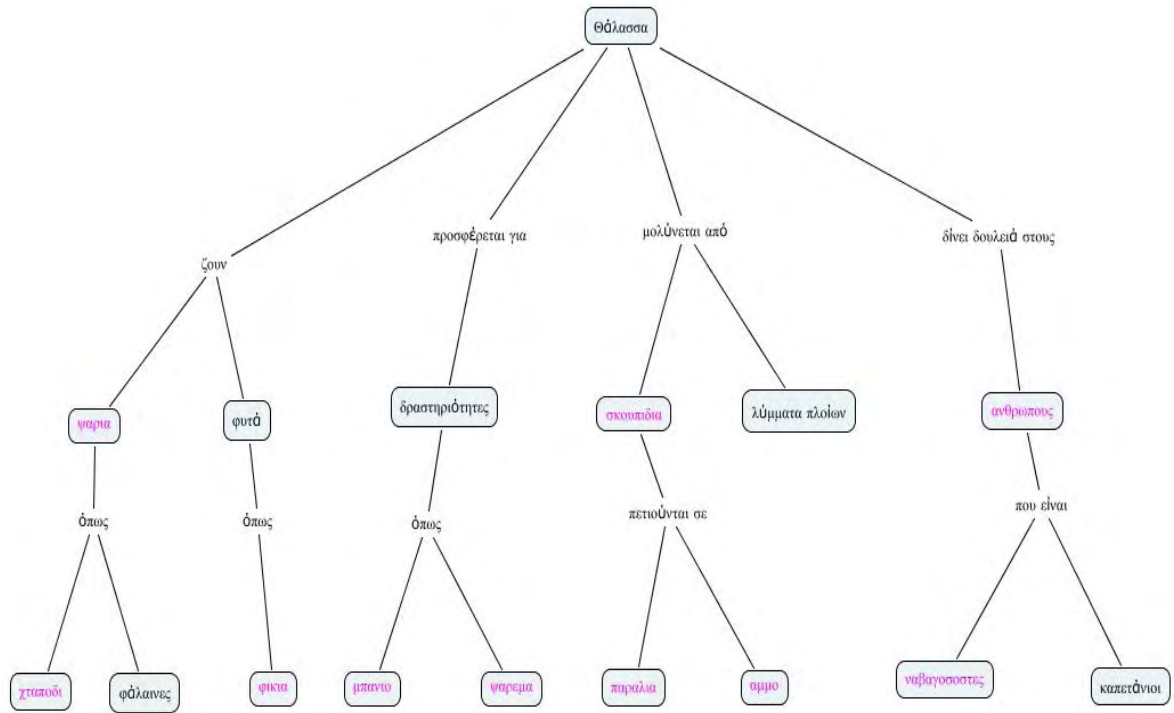 Θάλασσα
ζουν
προσφέρεται για
μολύνεται από
δίνει δουλειά στους
ψαρια
φυτά
δραστηριότητες
σκουπιδια
λύμματα πλοίων
ανθρωπους
όπως
όπως
όπως
πετιούνται σε
που είναι
χταποδι
φάλαινες
φικια
μπανιο
ψαρεμα
παραλια
αμμο
ναβαγοσοστες
καπετάνιοι